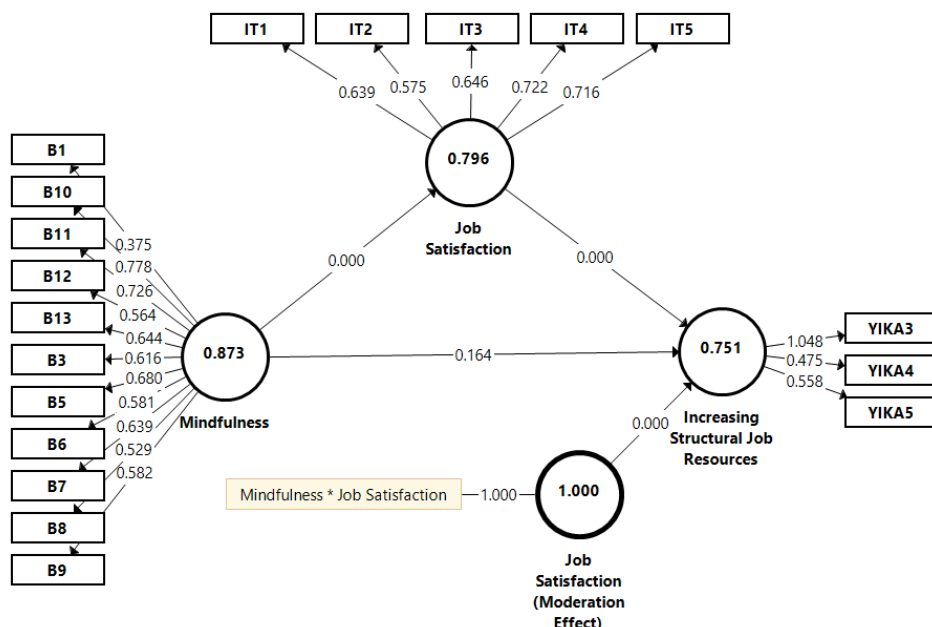 IT1 IT2 IT3 IT4 IT5
0.639 0.575 0.646 0.722 0.716
0.796
Job
Satisfaction
B1
B10
B11
B12
B13
B3
B5
B6
B7
B8
B9
0.375
0.778
0.726
0.564
0.644
0.616
0.680
0.581
0.639
0.529
0.582
0.873
Mindfulness
0.000
0.000
0.164
0.751
Increasing
Structural Job
Resources
1.048
0.475
0.558
YIKA3
YIKA4
YIKA5
0.000
Mindfulness * Job Satisfaction
1.000
1.000
Job
Satisfaction
(Moderation
Effect)